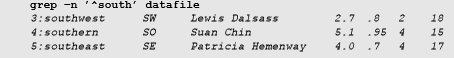 grep -n '^south' datafile
3:southwest SW Lewis Dalsass 2.7 .8 2 18
4:southern SO Suan Chin 5.1 .95 4 15
5:southeast SE Patricia Hemenway 4.0 .7 4 17